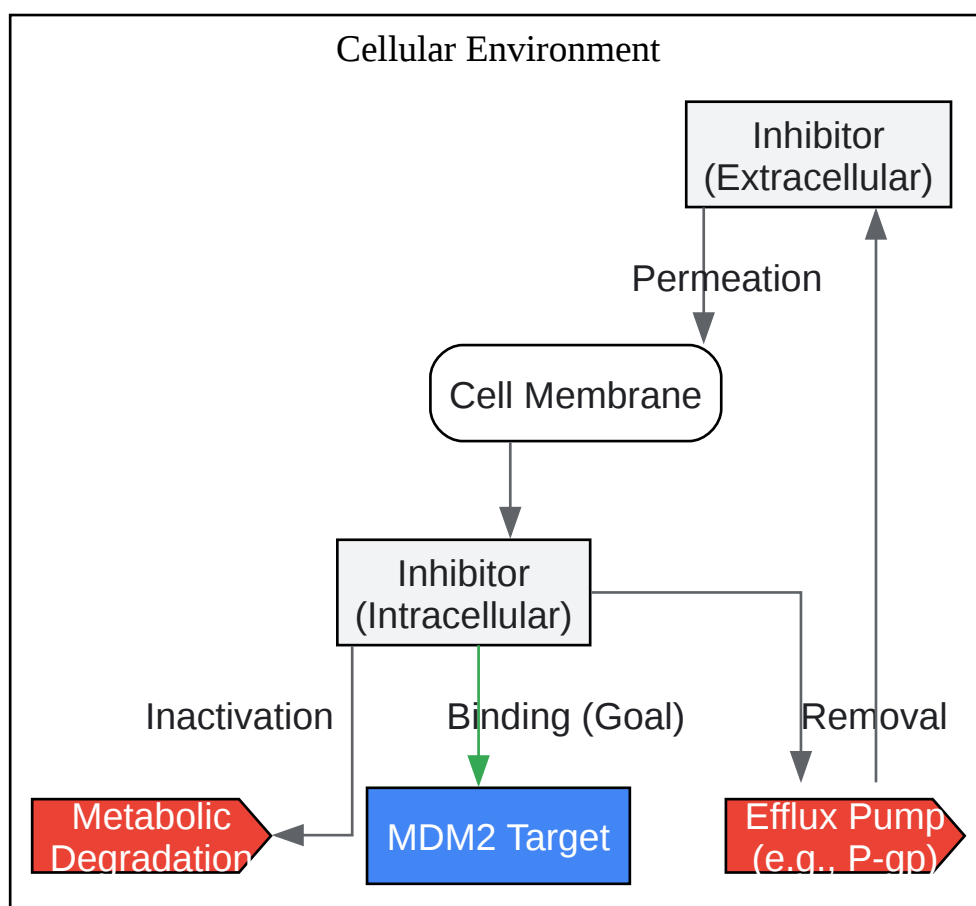 Cellular Environment
Inhibitor
(Extracellular)
Permeation
Cell Membrane
Inhibitor
(Intracellular)
Inactivation
Binding (Goal)
Removal
Metabolic
Degradation
MDM2 Target
Efflux Pump
(e.g., P-gp)